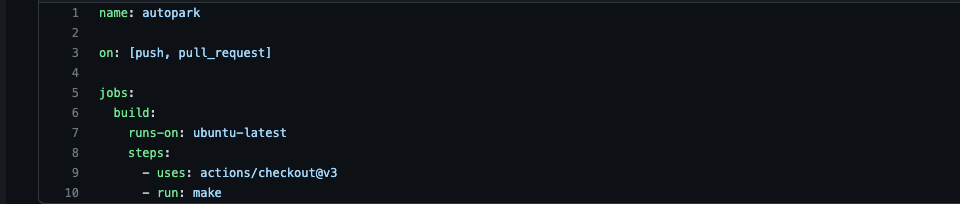 1 name: autopark
2
3 on: [push, pull_request]
4
5 jobs:
6   build:
7     runs-on: ubuntu-latest
8     steps:
9       - uses: actions/checkout@v3
10       - run: make